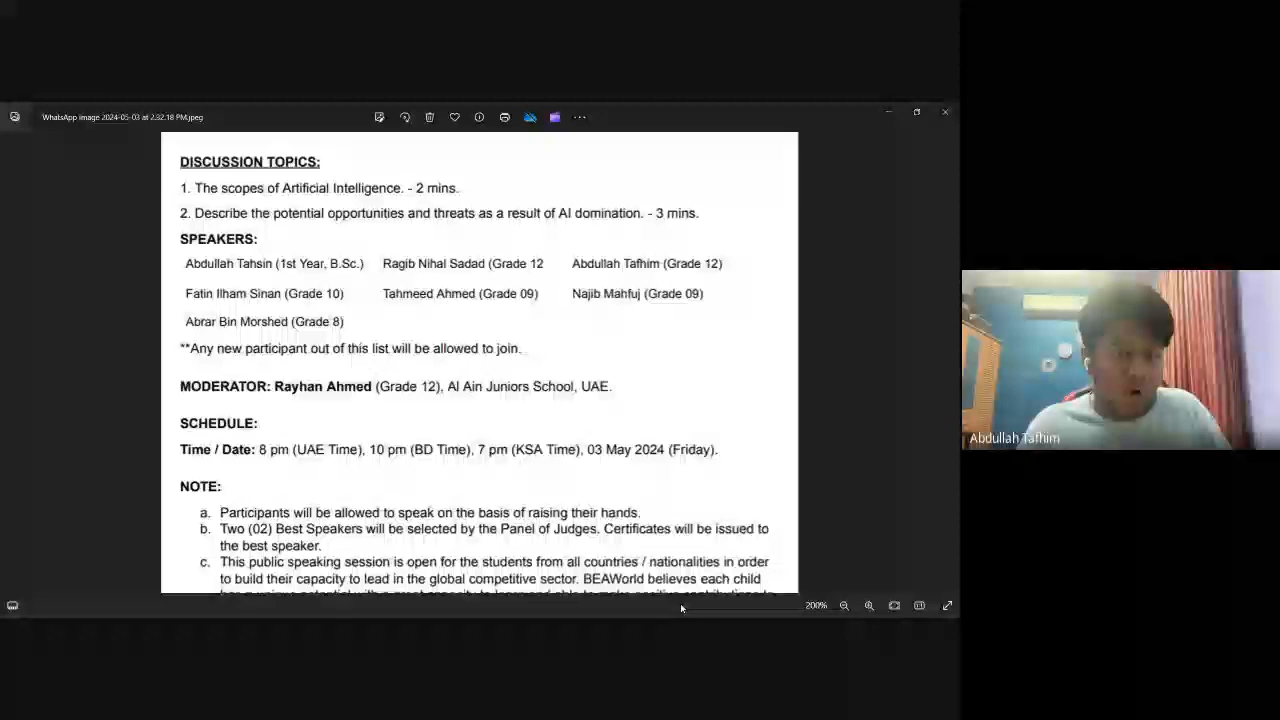 WhatsApp Image 2024-05-03 at 2.32.18 PM.jpeg
DISCUSSION TOPICS:
1. The scopes of Artificial Intelligence. - 2 mins.
2. Describe the potential opportunities and threats as a result of AI domination. - 3 mins.
SPEAKERS:
Abdullah Tahsin (1st Year, B.Sc.) Ragib Nihal Sadad (Grade 12 Abdullah Tafhim (Grade 12)
Fatin Ilham Sinan (Grade 10) Tahmeed Ahmed (Grade 09) Najib Mahfuj (Grade 09)
Abrar Bin Morshed (Grade 8)
**Any new participant out of this list will be allowed to join.
MODERATOR: Rayhan Ahmed (Grade 12), Al Ain Juniors School, UAE.
SCHEDULE:
Time / Date: 8 pm (UAE Time), 10 pm (BD Time), 7 pm (KSA Time), 03 May 2024 (Friday).
NOTE:
a. Participants will be allowed to speak on the basis of raising their hands.
b. Two (02) Best Speakers will be selected by the Panel of Judges. Certificates will be issued to
the best speaker.
c. This public speaking session is open for the students from all countries / nationalities in order
to build their capacity to lead in the global competitive sector. BEAWorld believes each child
200%
Abdullah Tafhim